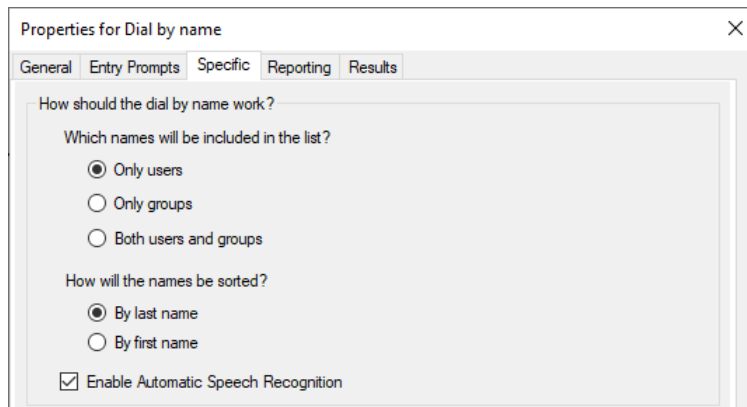 Properties for Dial by name
General Entry Prompts Specific Reporting Results
How should the dial by name work?
Which names will be included in the list?
Only users
Only groups
Both users and groups
How will the names be sorted?
By last name
By first name
Enable Automatic Speech Recognition